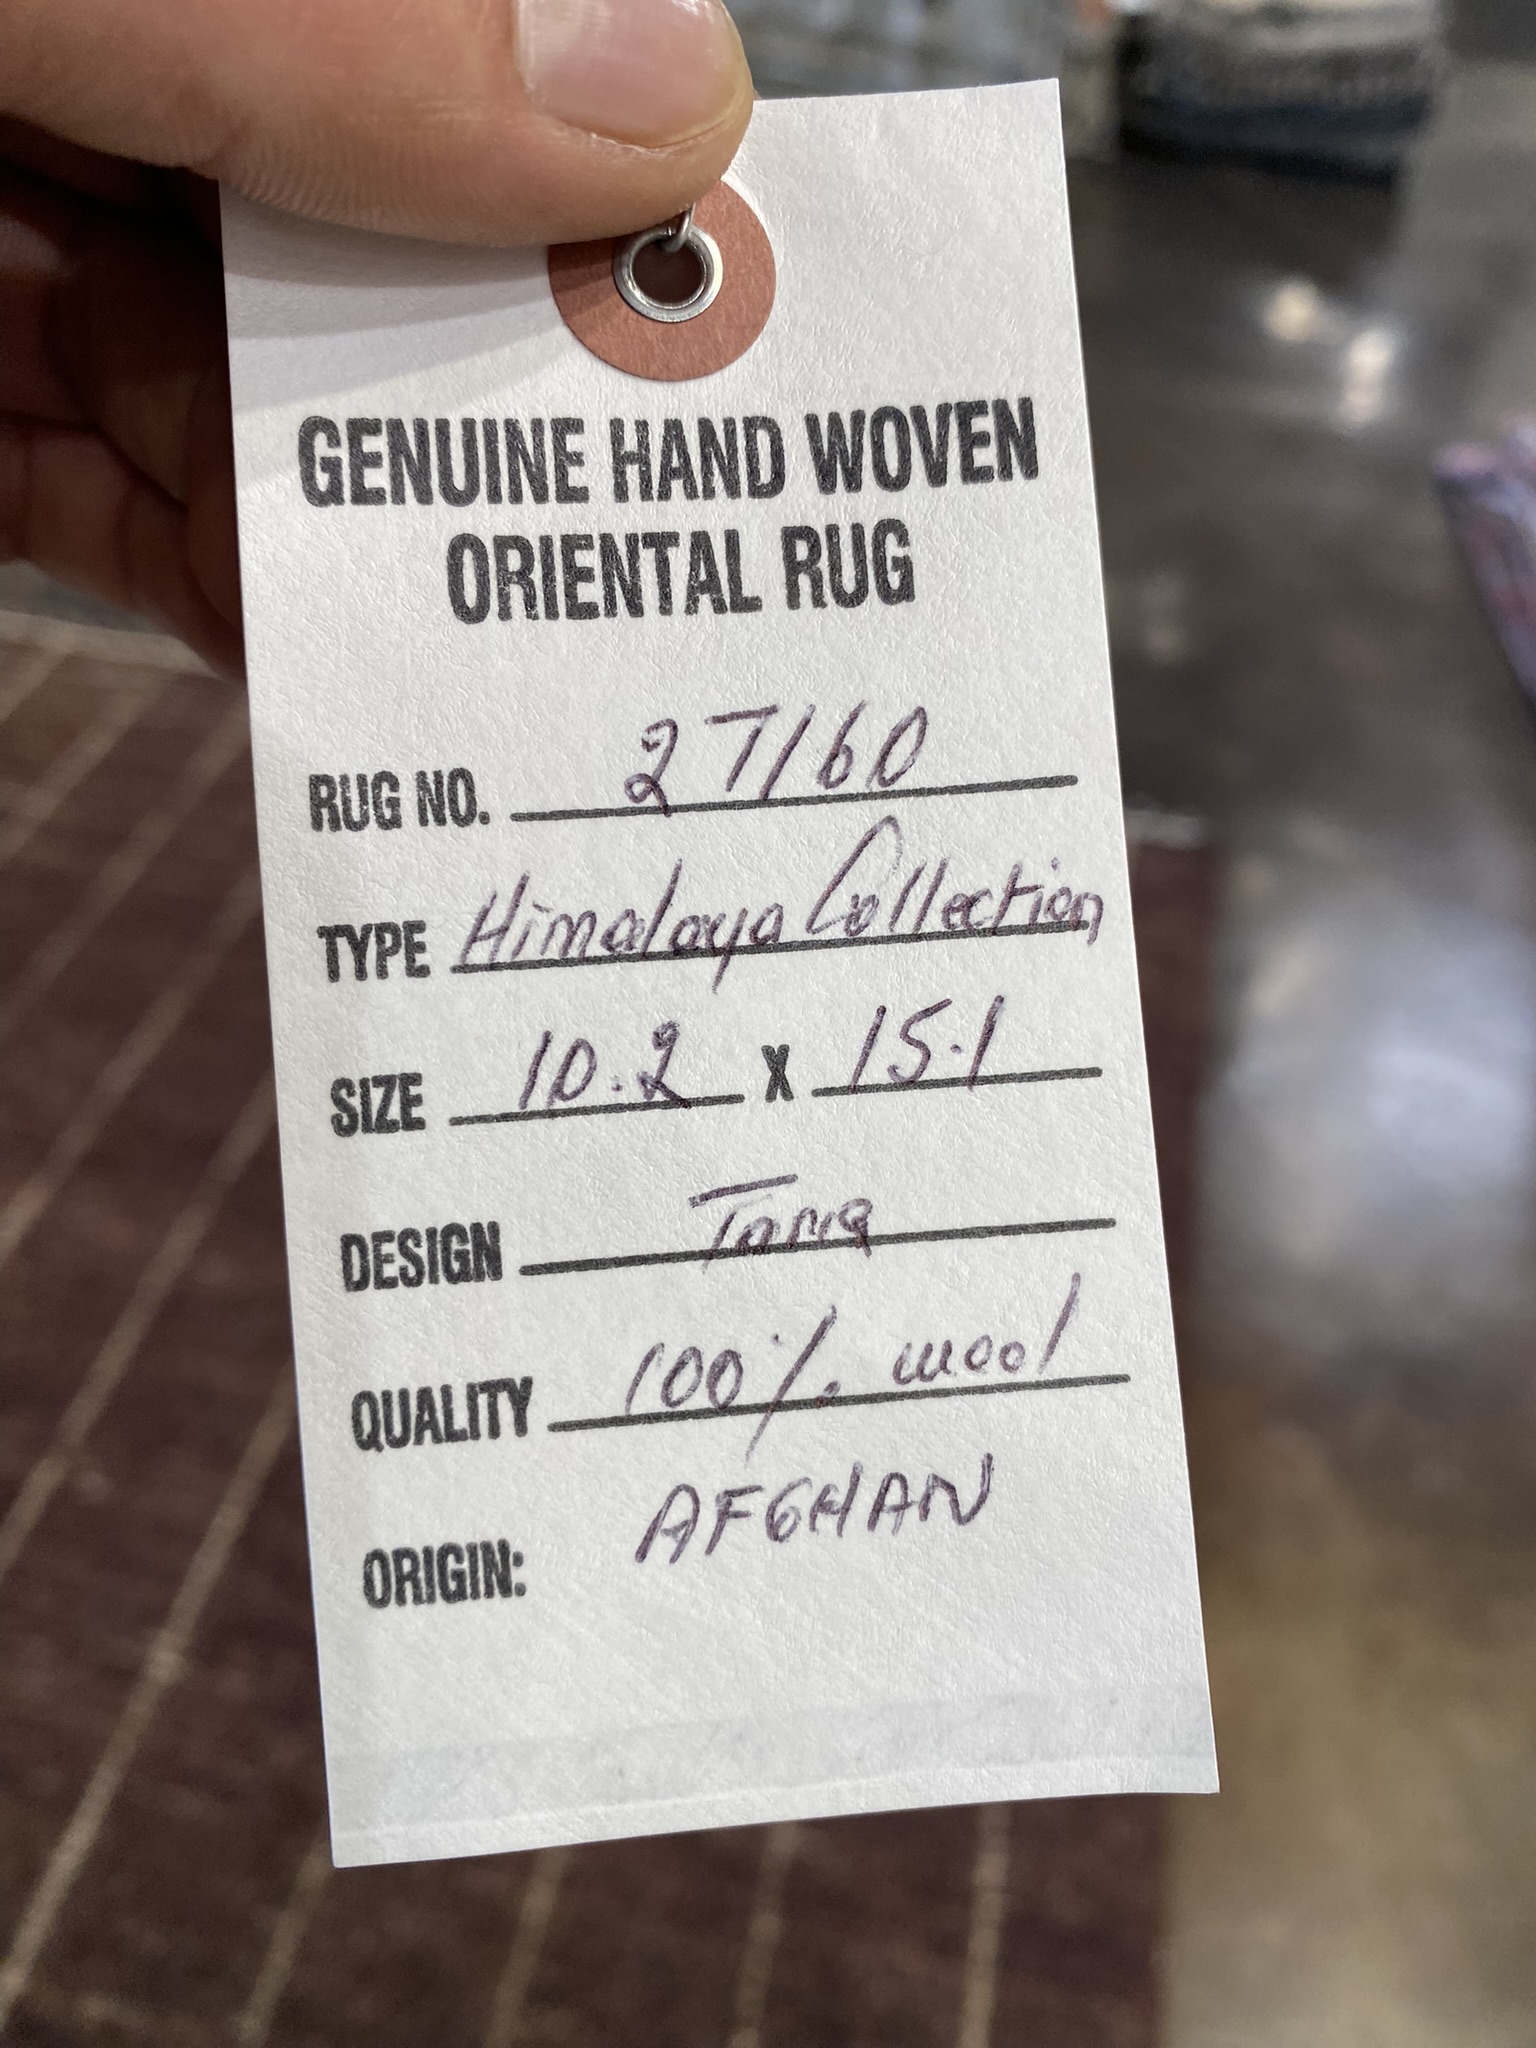 GENUINE HAND WOVEN
ORIENTAL RUG
RUG NO. 27160
TYPE Himalaya Collection
SIZE 10.2 X 15.1
DESIGN
QUALITY 100% wool
ORIGIN: AFGHAN